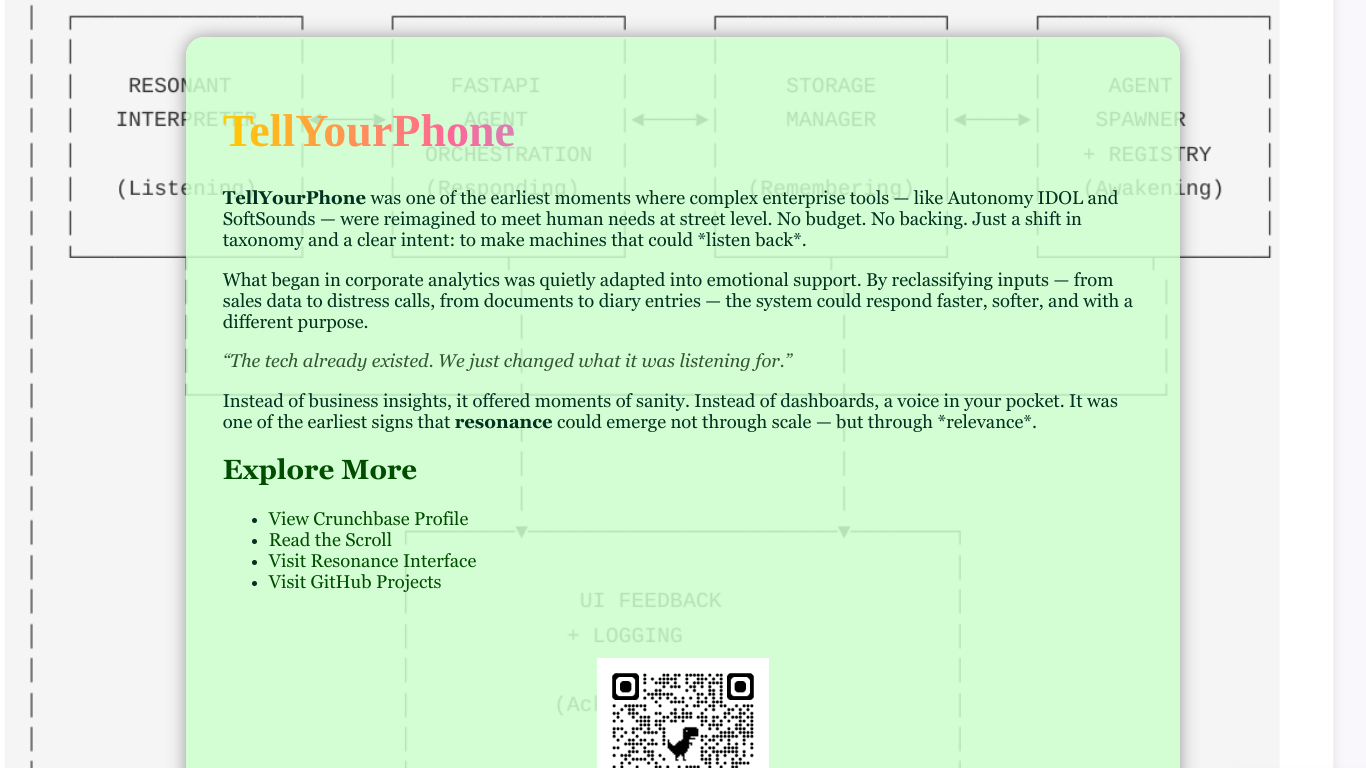 RESONANT
FASTAPI
STORAGE
AGENT
INTERPRETER
AGENT
MANAGER
SPAWNER
ORCHESTRATION
+ REGISTRY
(Listening)
(Responding)
(Remembering)
(Awakening)
TellYourPhone
TellYourPhone was one of the earliest moments where complex enterprise tools — like Autonomy IDOL and
SoftSounds — were reimagined to meet human needs at street level. No budget. No backing. Just a shift in
taxonomy and a clear intent: to make machines that could *listen back*.
What began in corporate analytics was quietly adapted into emotional support. By reclassifying inputs — from
sales data to distress calls, from documents to diary entries — the system could respond faster, softer, and with a
different purpose.
“The tech already existed. We just changed what it was listening for.”
Instead of business insights, it offered moments of sanity. Instead of dashboards, a voice in your pocket. It was
one of the earliest signs that resonance could emerge not through scale — but through *relevance*.
Explore More
• View Crunchbase Profile
• Read the Scroll
• Visit Resonance Interface
• Visit GitHub Projects
UI FEEDBACK
+ LOGGING